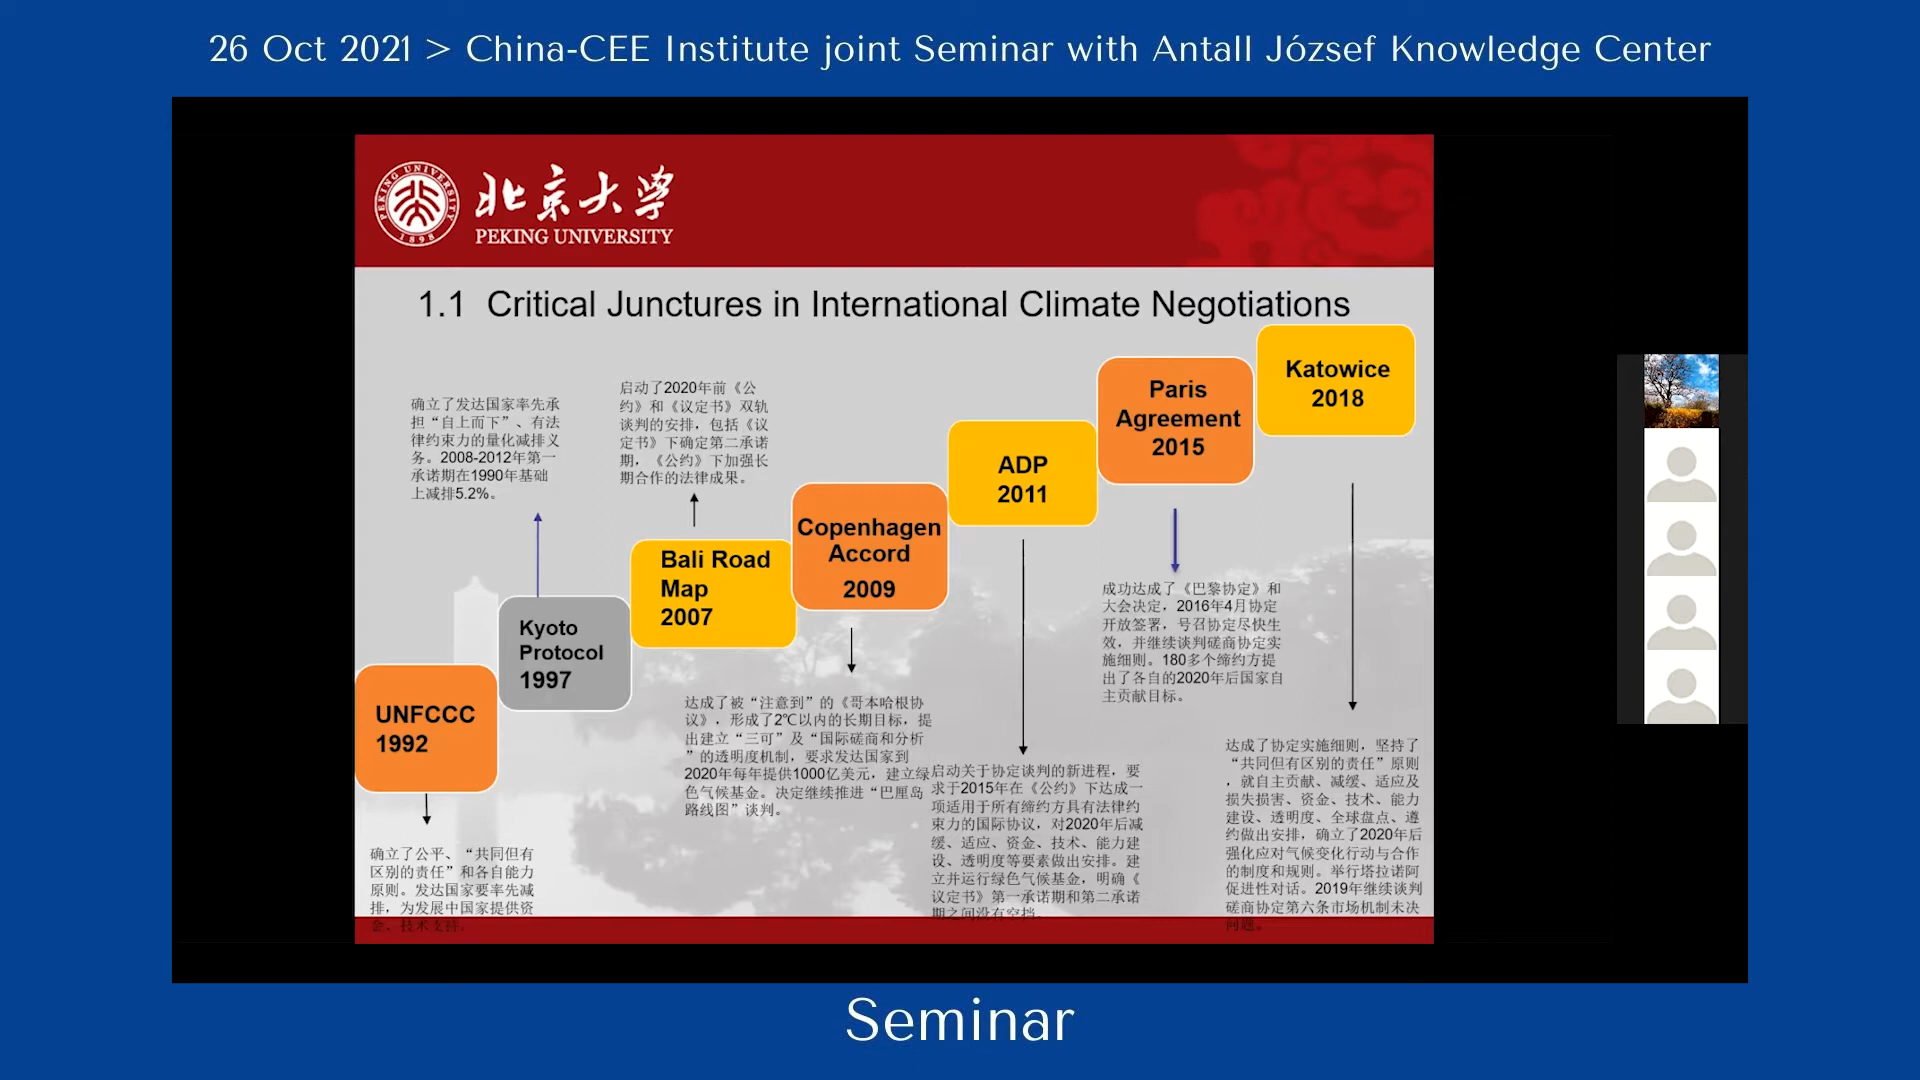 26 Oct 2021 > China-CEE Institute joint Seminar with Antall József Knowledge Center
PEKING UNIVERSITY
1898
北京大学
PEKING UNIVERSITY
1.1 Critical Junctures in International Climate Negotiations
UNFCCC
1992
确立了公平、“共同但有
区别的责任”和各自能力
原则。发达国家要率先减
排，为发展中国家提供资
金、技术支持。
Kyoto
Protocol
1997
确立了发达国家率先承
担“自上而下”、有法
律约束力的量化减排义
务。2008-2012年第一
承诺期在1990年基础
上减排5.2%。
Bali Road
Map
2007
启动了2020年前《公
约》和《议定书》双轨
谈判的安排，包括《议
定书》下确定第二承诺
期，《公约》下加强长
期合作的法律成果。
Copenhagen
Accord
2009
达成了被“注意到”的《哥本哈根协
议》，形成了2℃以内的长期目标，提
出建立“三可”及“国际磋商和分析
”的透明度机制，要求发达国家到
2020年每年提供1000亿美元，建立绿
色气候基金。决定继续推进“巴厘岛
路线图”谈判。
ADP
2011
启动关于协定谈判的新进程，要
求于2015年在《公约》下达成一
项适用于所有缔约方具有法律约
束力的国际协议，对2020年后减
缓、适应、资金、技术、能力建
设、透明度等要素做出安排。建
立并运行绿色气候基金，明确《
议定书》第一承诺期和第二承诺
期之间没有空挡。
Paris
Agreement
2015
成功达成了《巴黎协定》和
大会决定，2016年4月协定
开放签署，号召协定尽快生
效，并继续谈判磋商协定实
施细则。180多个缔约方提
出了各自的2020年后国家自
主贡献目标。
Katowice
2018
达成了协定实施细则，坚持了
“共同但有区别的责任”原则
，就自主贡献、减缓、适应及
损失损害、资金、技术、能力
建设、透明度、全球盘点、遵
约做出安排，确立了2020年后
强化应对气候变化行动与合作
的制度和规则。举行塔拉诺阿
促进性对话。2019年继续谈判
磋商协定第六条市场机制未决
问题。
Seminar